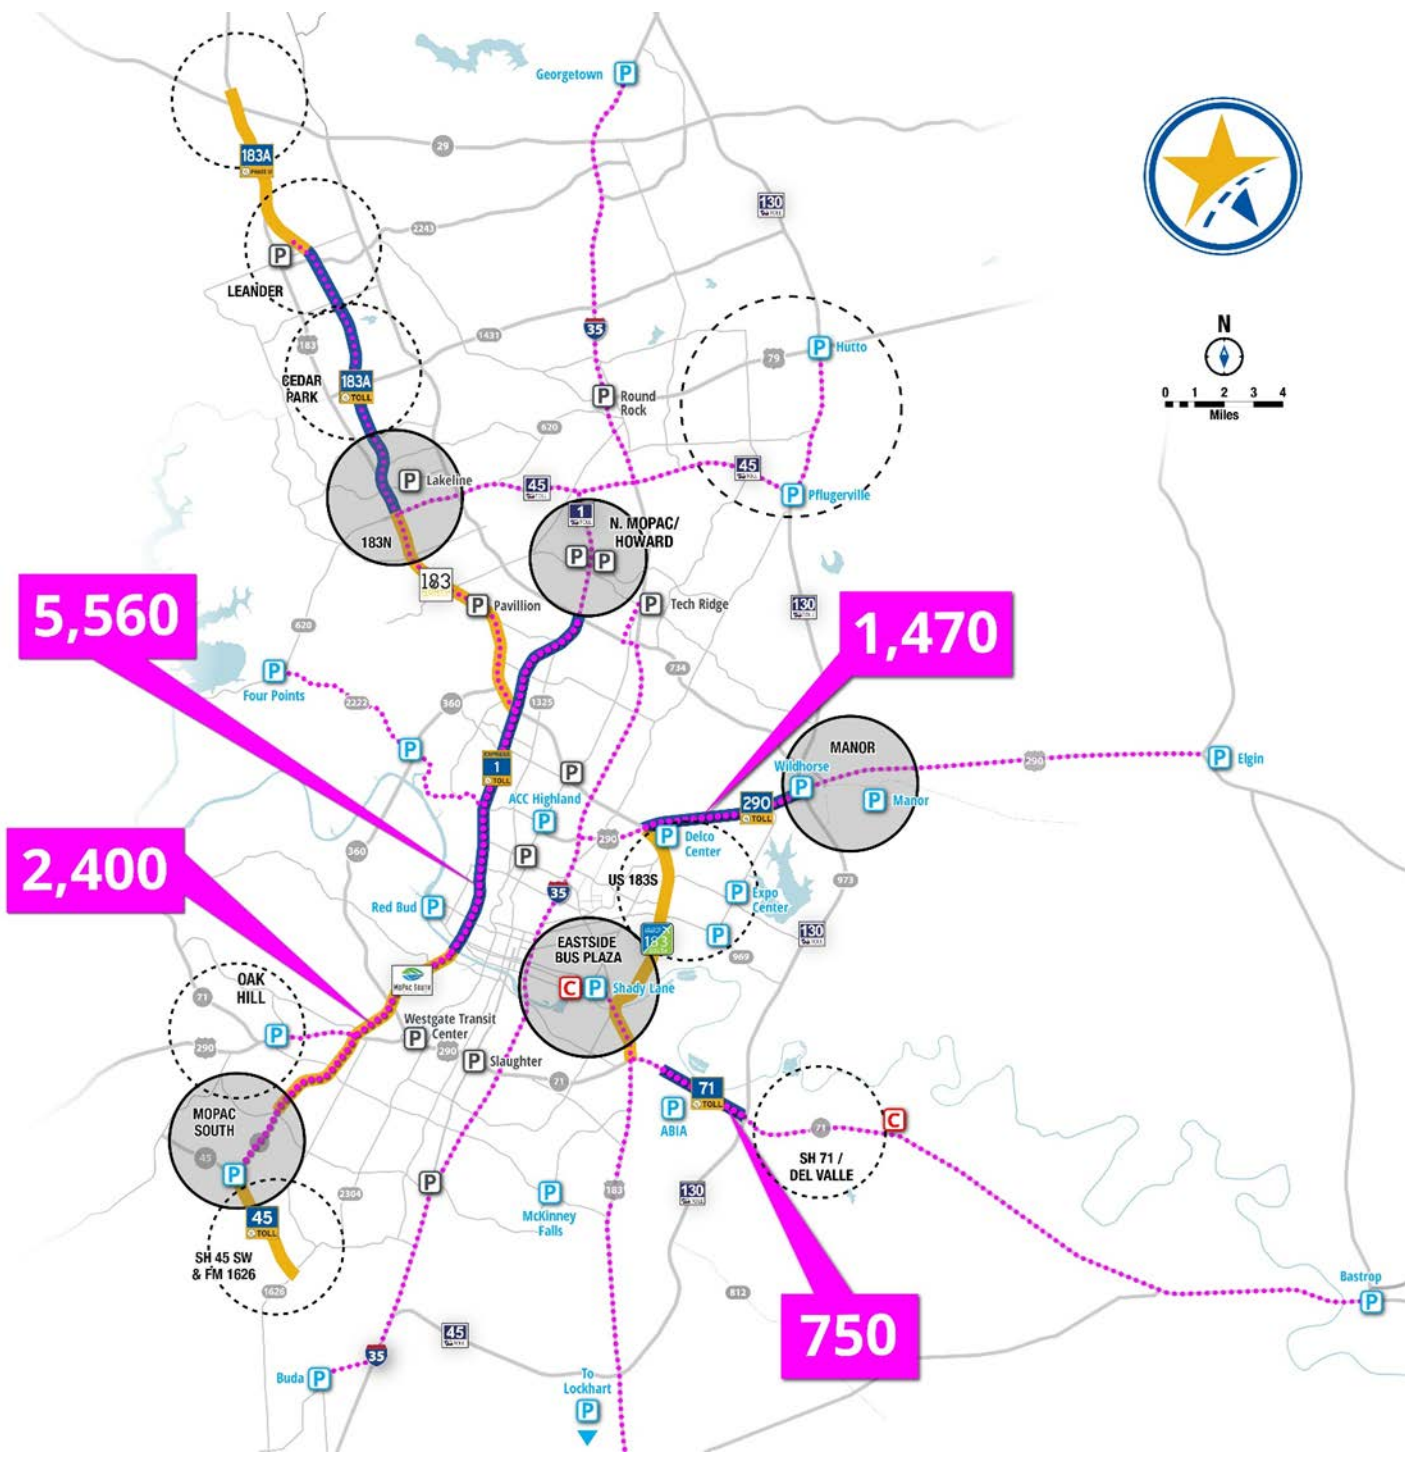 Georgetown
P
183A
29
130
TOLL
2243
P
LEANDER
N
0 1 2 3 4
Miles
35
1431
183
P
Hutto
79
CEDAR
PARK
183A
TOLL
P
Round
Rock
620
P
Lakeline
45
45
P
Pflugerville
1
N. MOPAC/
HOWARD
P
P
183N
183
P
Pavillion
P
Tech Ridge
130
5,560
1,470
620
734
P
Four Points
2222
360
1325
P
EXPRESS
1
TOLL
MANOR
Wildhorse
P
290
P
Elgin
P
ACC Highland
P
290
TOLL
P
Manor
290
P
Delco
Center
2,400
360
P
35
US 183S
P
Expo
Center
973
Red Bud
P
P
130
969
183
EASTSIDE
BUS PLAZA
C
P
Shady Lane
OAK
HILL
71
MoPac South
P
290
Westgate Transit
Center
P
290
P
Slaughter
71
71
TOLL
P
ABIA
MOPAC
SOUTH
45
P
71
C
SH 71 /
DEL VALLE
P
2304
P
McKinney
Falls
183
130
45
TOLL
SH 45 SW
& FM 1626
1626
812
Bastrop
P
750
45
35
Buda
P
To
Lockhart
P